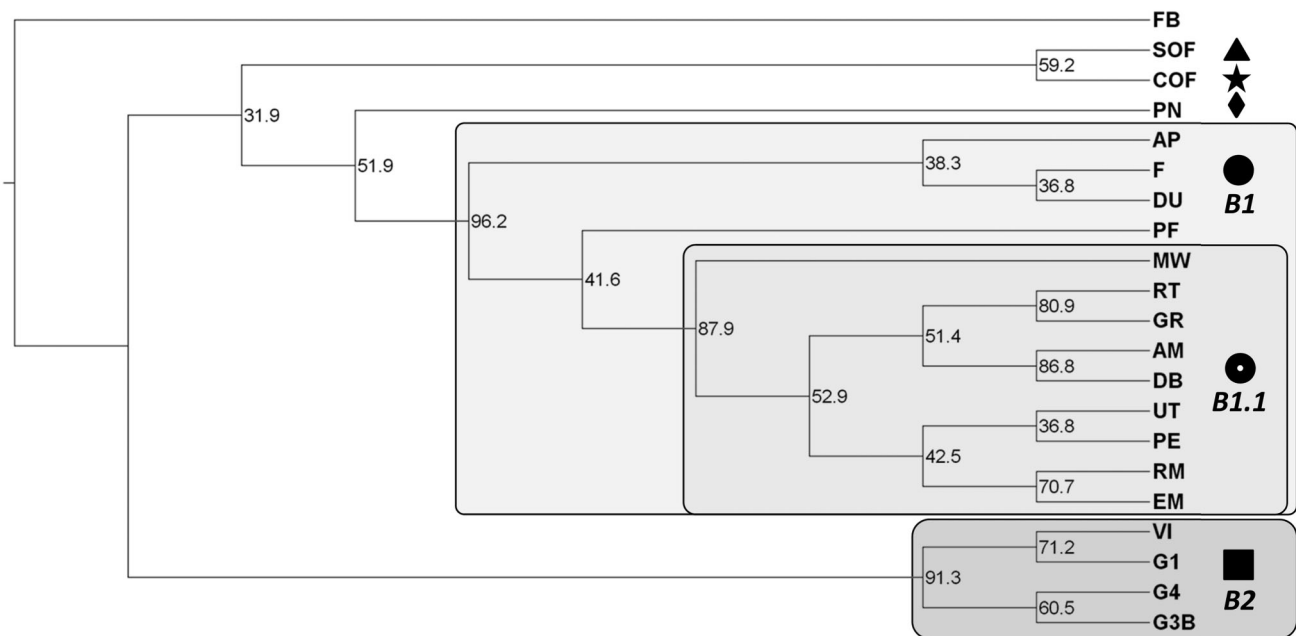 FB
SOF
59.2
COF
31.9
PN
51.9
AP
38.3
F
36.8
DU
B1
96.2
PF
41.6
MW
87.9
RT
80.9
GR
51.4
AM
86.8
DB
52.9
B1.1
UT
36.8
PE
42.5
RM
70.7
EM
VI
71.2
G1
91.3
G4
60.5
G3B
B2